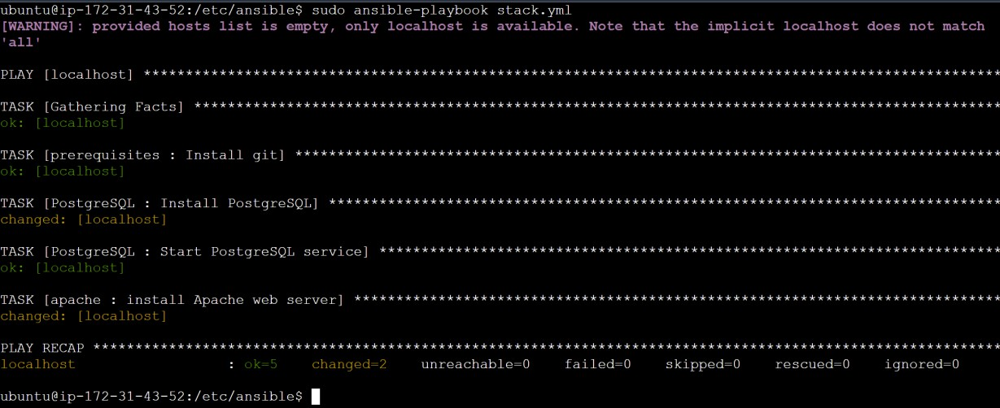 ubuntu@ip-172-31-43-52:/etc/ansible$ sudo ansible-playbook stack.yml
[WARNING]: provided hosts list is empty, only localhost is available. Note that the implicit localhost does not match
'all'
PLAY [localhost] ******************************************************************************************************
TASK [Gathering Facts] ************************************************************************************************
ok: [localhost]
TASK [prerequisites : Install git] ************************************************************************************
ok: [localhost]
TASK [PostgreSQL : Install PostgreSQL] ********************************************************************************
changed: [localhost]
TASK [PostgreSQL : Start PostgreSQL service] **************************************************************************
ok: [localhost]
TASK [apache : install Apache web server] *****************************************************************************
changed: [localhost]
PLAY RECAP ************************************************************************************************************
localhost                  : ok=5    changed=2    unreachable=0    failed=0    skipped=0    rescued=0    ignored=0
ubuntu@ip-172-31-43-52:/etc/ansible$